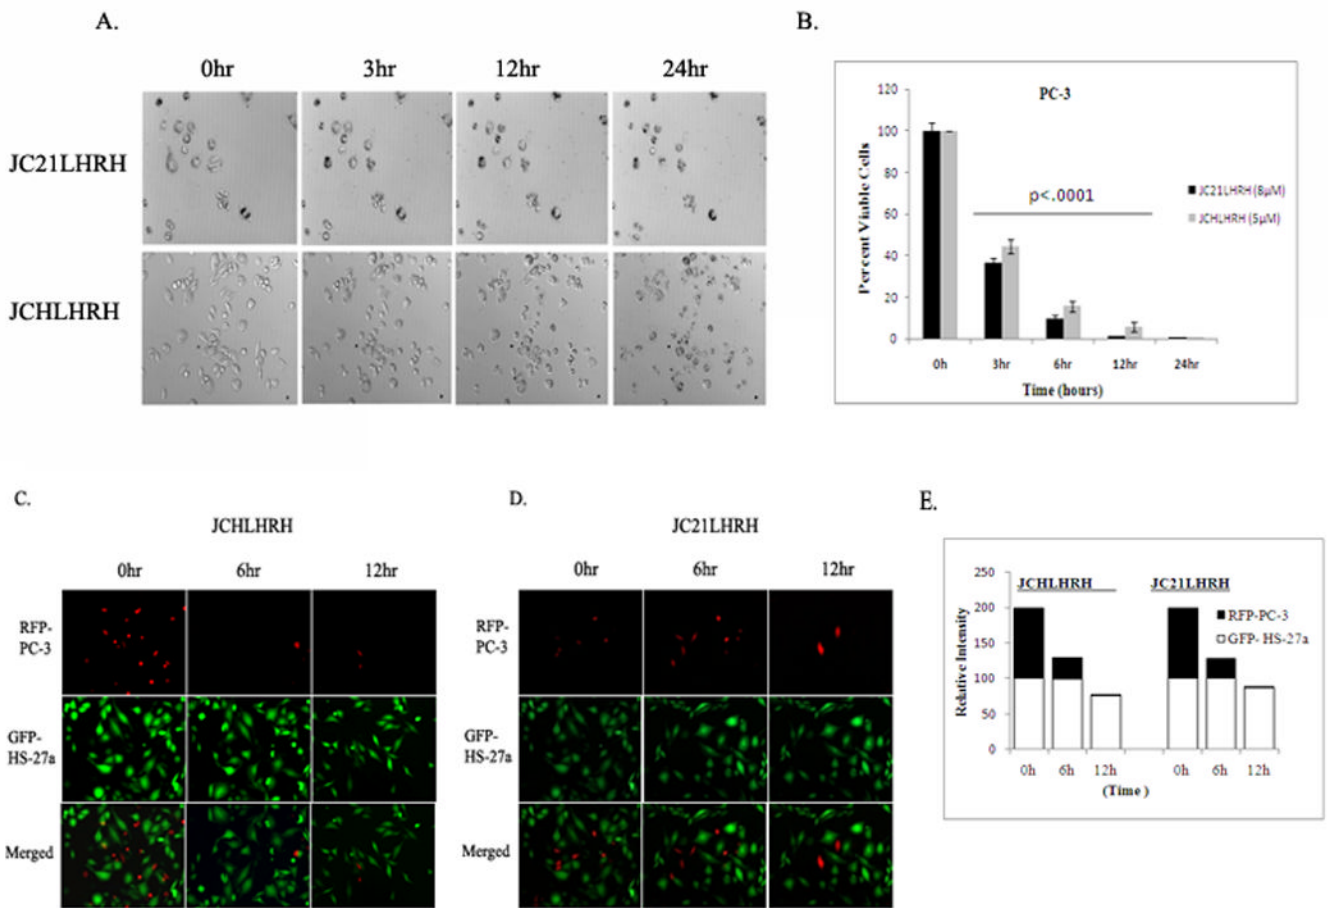 A.
0hr 3hr 12hr 24hr
JC21LHRH
JCHLHRH
B.
PC-3
120
100
80
60
40
20
0
Percent Viable Cells
p<.0001
JC21LHRH (8μM)
JCHLHRH (5μM)
0h 3hr 6hr 12hr 24hr
Time (hours)
C.
JCHLHRH
0hr 6hr 12hr
RFP-
PC-3
GFP-
HS-27a
Merged
D.
JC21LHRH
0hr 6hr 12hr
RFP-
PC-3
GFP-
HS-27a
Merged
E.
250
200
150
100
50
0
Relative Intensity
JCHLHRH JC21LHRH
RFP-PC-3
GFP- HS-27a
0h 6h 12h 0h 6h 12h
(Time )